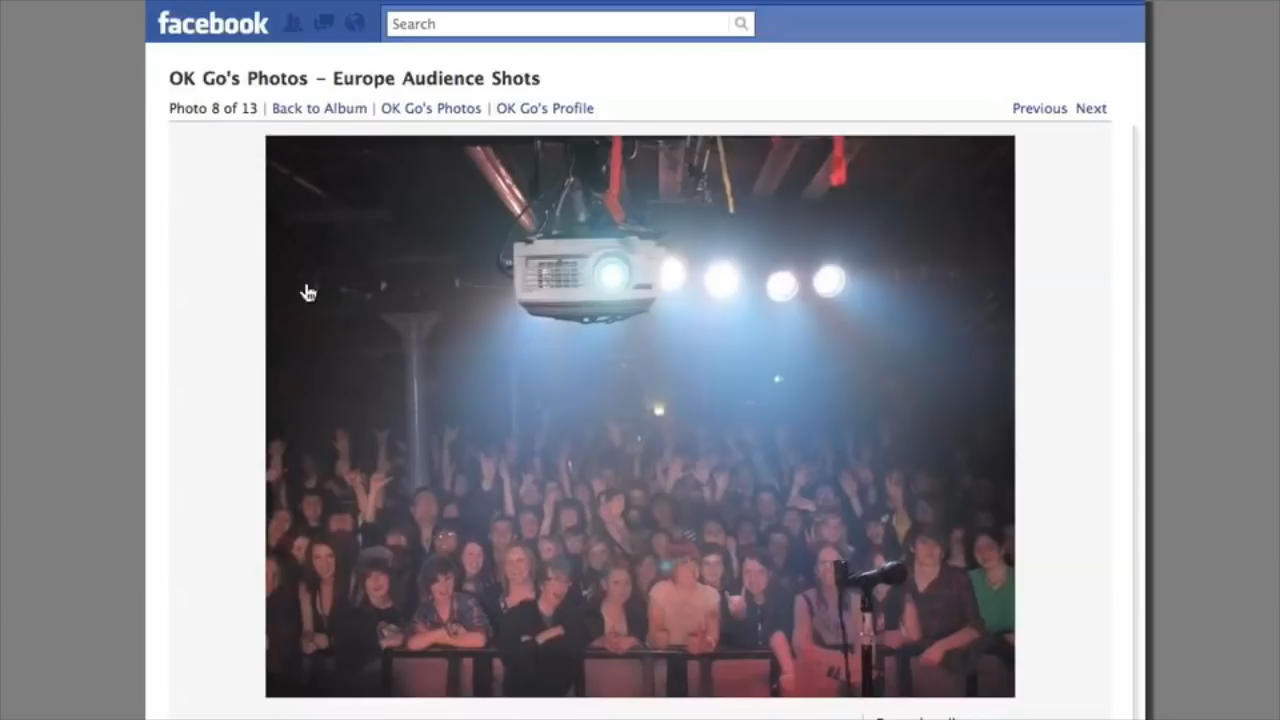 facebook
Search
OK Go's Photos – Europe Audience Shots
Photo 8 of 13 | Back to Album | OK Go's Photos | OK Go's Profile
Previous Next